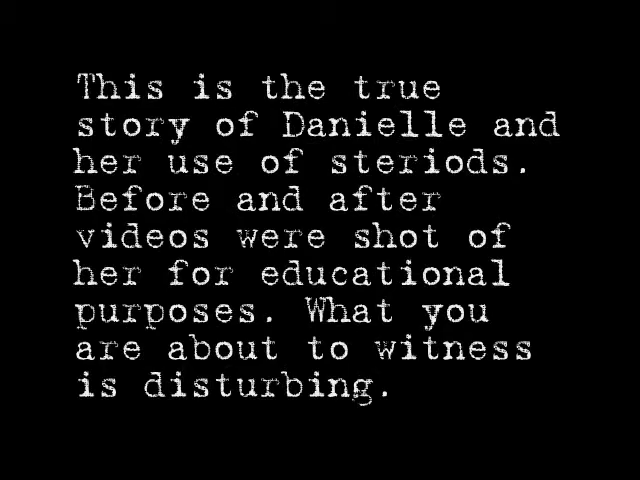 This is the true
story of Danielle and
her use of steriods.
Before and after
videos were shot of
her for educational
purposes. What you
are about to witness
is disturbing.